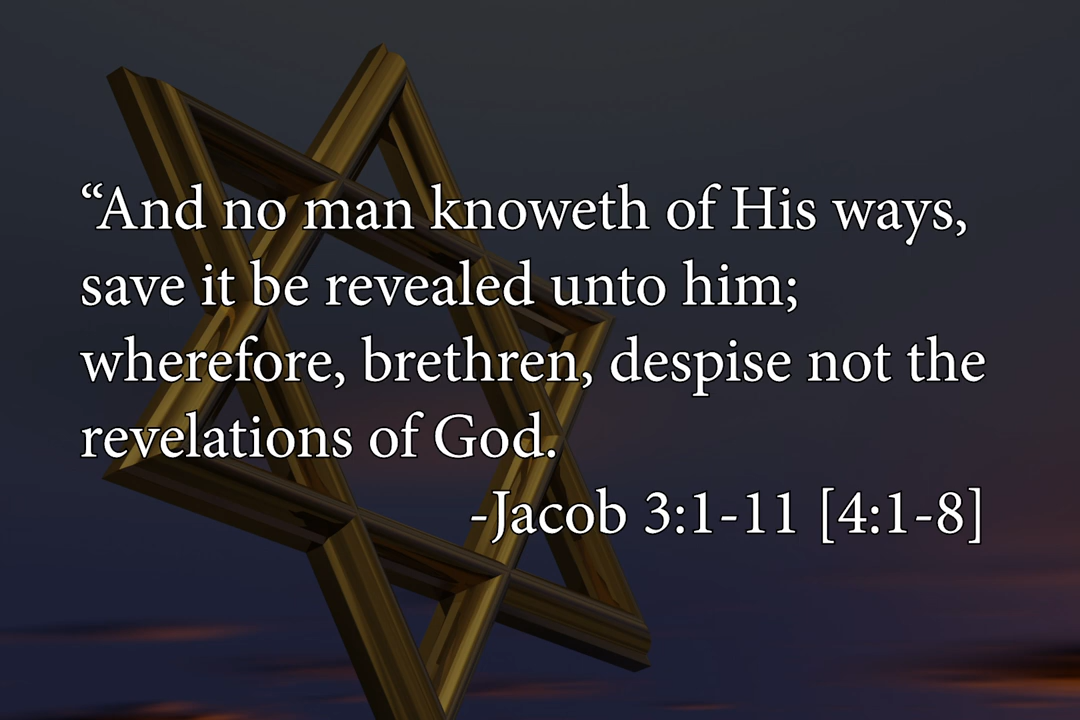 “And no man knoweth of His ways,
save it be revealed unto him;
wherefore, brethren, despise not the
revelations of God.
-Jacob 3:1-11 [4:1-8]